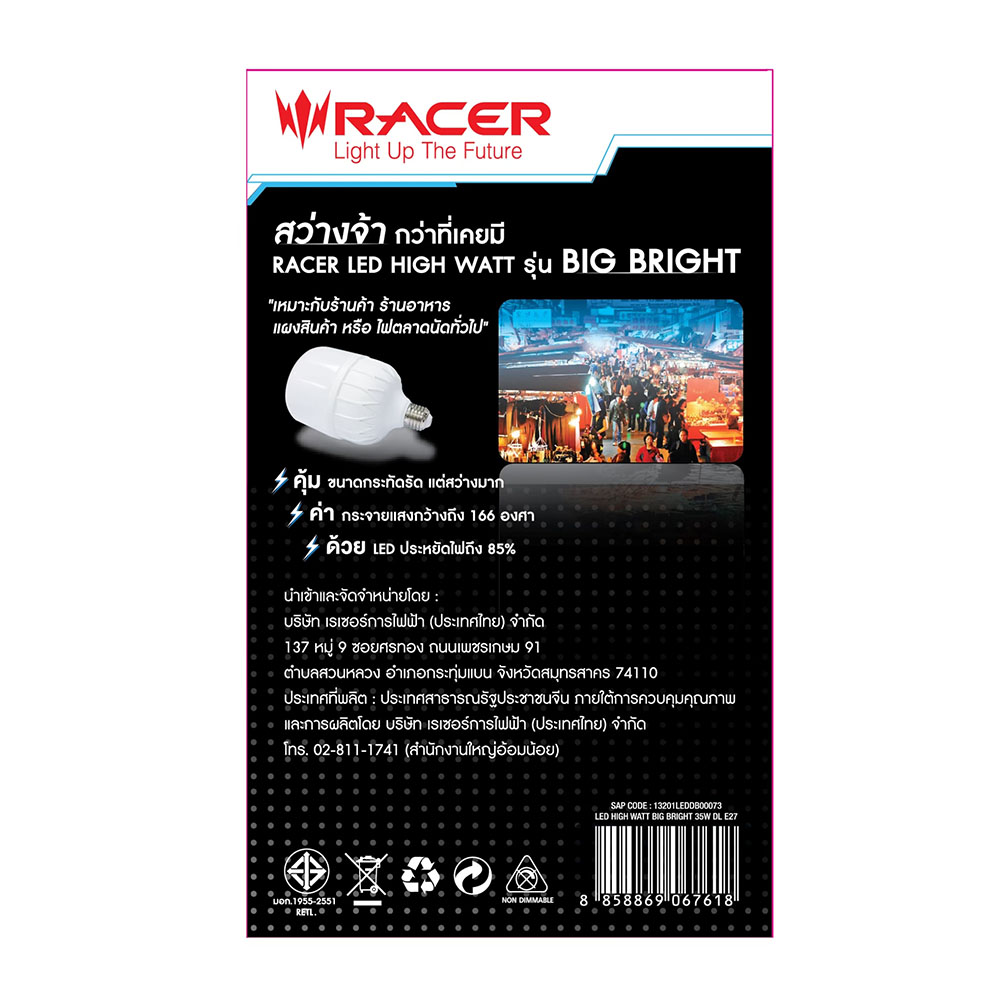 RACER
Light Up The Future
สว่างจ้า กว่าที่เคยมี
RACER LED HIGH WATT รุ่น BIG BRIGHT
"เหมาะกับร้านค้า ร้านอาหาร
แผงสินค้า หรือ ไฟตลาดนัดทั่วไป"
คุ้ม ขนาดกระทัดรัด แต่สว่างมาก
ค่า กระจายแสงกว้างถึง 166 องศา
ด้วย LED ประหยัดไฟถึง 85%
นำเข้าและจัดจำหน่ายโดย :
บริษัท เรเซอร์การไฟฟ้า (ประเทศไทย) จำกัด
137 หมู่ 9 ซอยศรทอง ถนนเพชรเกษม 91
ตำบลสวนหลวง อำเภอกระทุ่มแบน จังหวัดสมุทรสาคร 74110
ประเทศที่ผลิต : ประเทศสาธารณรัฐประชาชนจีน ภายใต้การควบคุมคุณภาพ
และการผลิตโดย บริษัท เรเซอร์การไฟฟ้า (ประเทศไทย) จำกัด
โทร. 02-811-1741 (สำนักงานใหญ่อ้อมน้อย)
SAP CODE : 13201LEDDB00073
LED HIGH WATT BIG BRIGHT 35W DL E27
8 858869 067618
มอก.1955-2551
RETL.
NON DIMMABLE